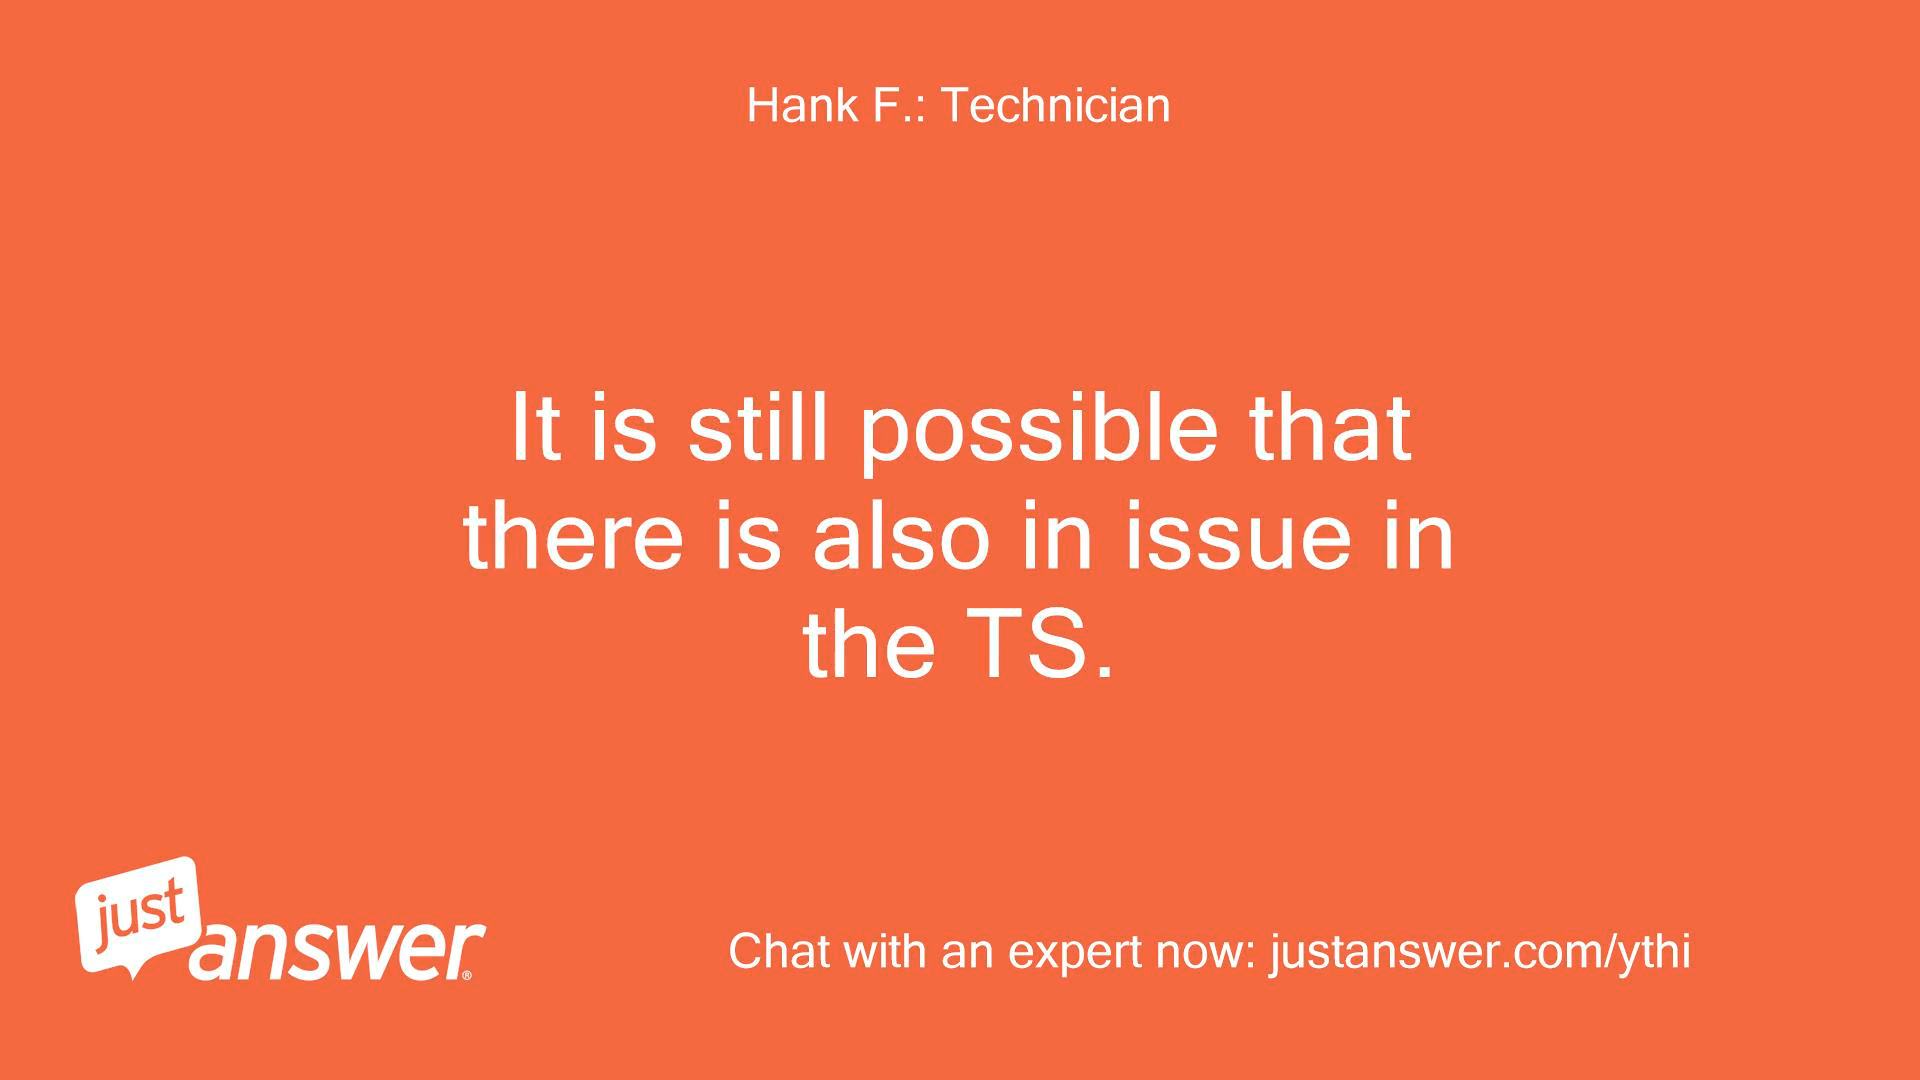 Hank F.: Technician
It is still possible that
there is also in issue in
the TS.
just
answer®
Chat with an expert now: justanswer.com/ythi